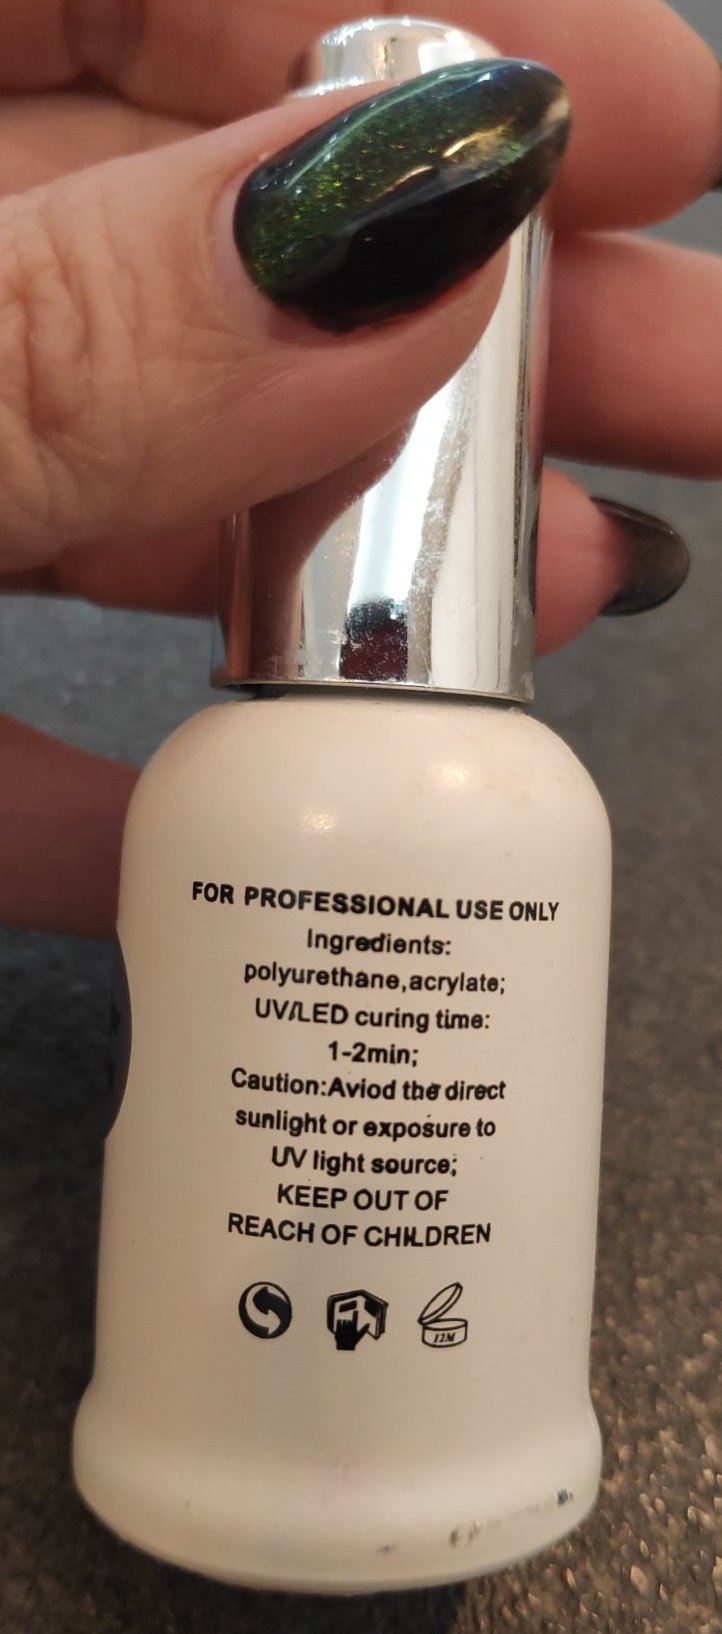 FOR PROFESSIONAL USE ONLY
Ingredients:
polyurethane,acrylate;
UV/LED curing time:
1-2min;
Caution:Aviod the direct
sunlight or exposure to
UV light source;
KEEP OUT OF
REACH OF CHILDREN
12M